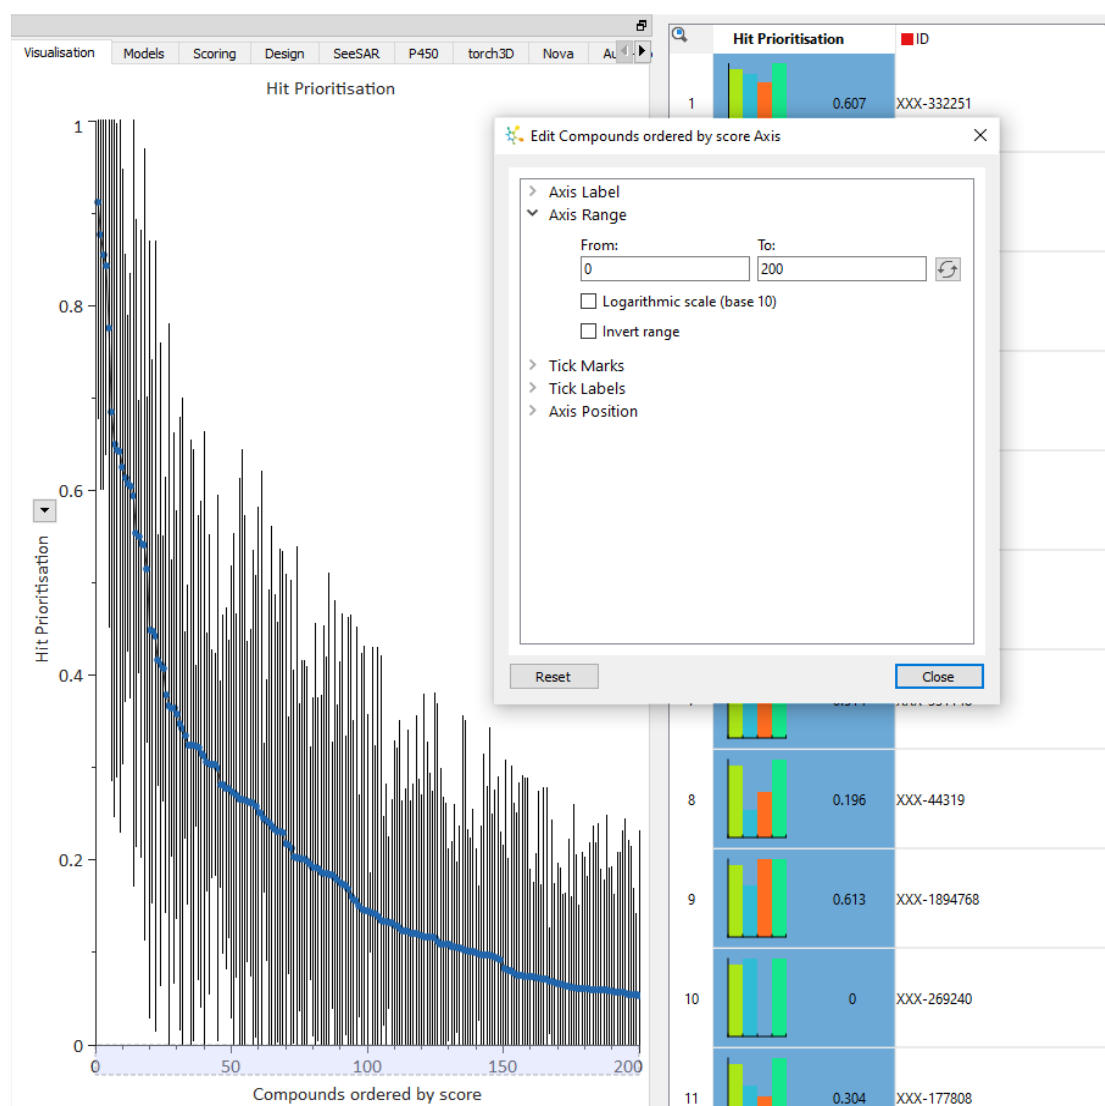 Visualisation Models Scoring Design SeeSAR P450 torch3D Nova Au
Hit Prioritisation
1
0.8
0.6
0.4
0.2
0
Hit Prioritisation
0 50 100 150 200
Compounds ordered by score
Edit Compounds ordered by score Axis
Axis Label
Axis Range
From: To:
0 200
Logarithmic scale (base 10)
Invert range
Tick Marks
Tick Labels
Axis Position
Reset Close
Hit Prioritisation ID
1 0.607 XXX-332251
8 0.196 XXX-44319
9 0.613 XXX-1894768
10 0 XXX-269240
11 0.304 XXX-177808